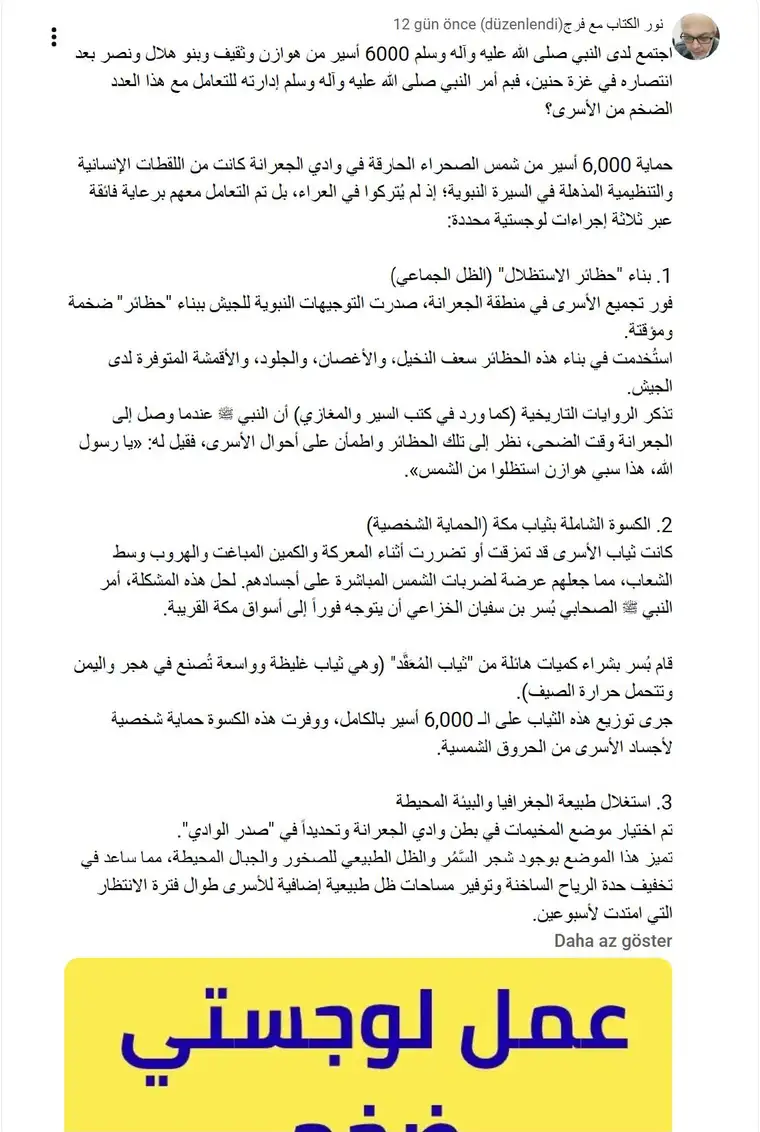 نور الكتاب مع فرج 12 gün önce (düzenlendi)
اجتمع لدى النبي صلى الله عليه وآله وسلم 6000 أسير من هوازن وثقيف وبنو هلال ونصر بعد
انتصاره في غزة حنين، فبم أمر النبي صلى الله عليه وآله وسلم إدارته للتعامل مع هذا العدد
الضخم من الأسرى؟
حماية 6,000 أسير من شمس الصحراء الحارقة في وادي الجعرانة كانت من اللقطات الإنسانية
والتنظيمية المذهلة في السيرة النبوية؛ إذ لم يُتركوا في العراء، بل تم التعامل معهم برعاية فائقة
عبر ثلاثة إجراءات لوجستية محددة:
1. بناء "حظائر الاستظلال" (الظل الجماعي)
فور تجميع الأسرى في منطقة الجعرانة، صدرت التوجيهات النبوية للجيش ببناء "حظائر" ضخمة
ومؤقتة.
استُخدمت في بناء هذه الحظائر سعف النخيل، والأغصان، والجلود، والأقمشة المتوفرة لدى
الجيش.
تذكر الروايات التاريخية (كما ورد في كتب السير والمغازي) أن النبي ﷺ عندما وصل إلى
الجعرانة وقت الضحى، نظر إلى تلك الحظائر واطمأن على أحوال الأسرى، فقيل له: «يا رسول
الله، هذا سبي هوازن استظلوا من الشمس».
2. الكسوة الشاملة بثياب مكة (الحماية الشخصية)
كانت ثياب الأسرى قد تمزقت أو تضررت أثناء المعركة والكمين المباغت والهروب وسط
الشعاب، مما جعلهم عرضة لضربات الشمس المباشرة على أجسادهم. لحل هذه المشكلة، أمر
النبي ﷺ الصحابي بُسر بن سفيان الخزاعي أن يتوجه فوراً إلى أسواق مكة القريبة.
قام بُسر بشراء كميات هائلة من "ثياب المُعقَّد" (وهي ثياب غليظة وواسعة تُصنع في هجر واليمن
وتتحمل حرارة الصيف).
جرى توزيع هذه الثياب على الـ 6,000 أسير بالكامل، ووفرت هذه الكسوة حماية شخصية
لأجساد الأسرى من الحروق الشمسية.
3. استغلال طبيعة الجغرافيا والبيئة المحيطة
تم اختيار موضع المخيمات في بطن وادي الجعرانة وتحديداً في "صدر الوادي".
تميز هذا الموضع بوجود شجر السَّمُر والظل الطبيعي للصخور والجبال المحيطة، مما ساعد في
تخفيف حدة الرياح الساخنة وتوفير مساحات ظل طبيعية إضافية للأسرى طوال فترة الانتظار
التي امتدت لأسبوعين.
Daha az göster
عمل لوجستي
ضخم